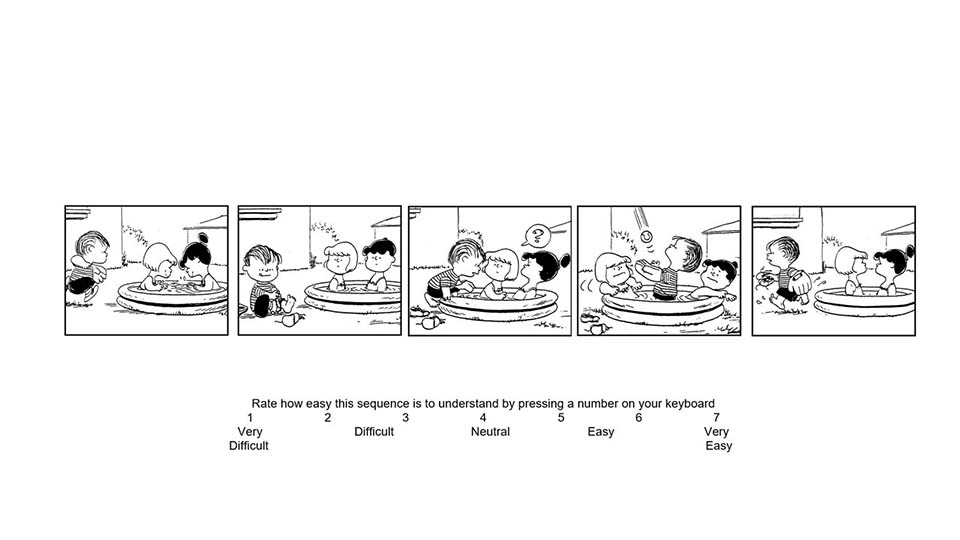 ?
Rate how easy this sequence is to understand by pressing a number on your keyboard
1 2 3 4 5 6 7
Very Difficult Neutral Easy Very
Difficult Easy